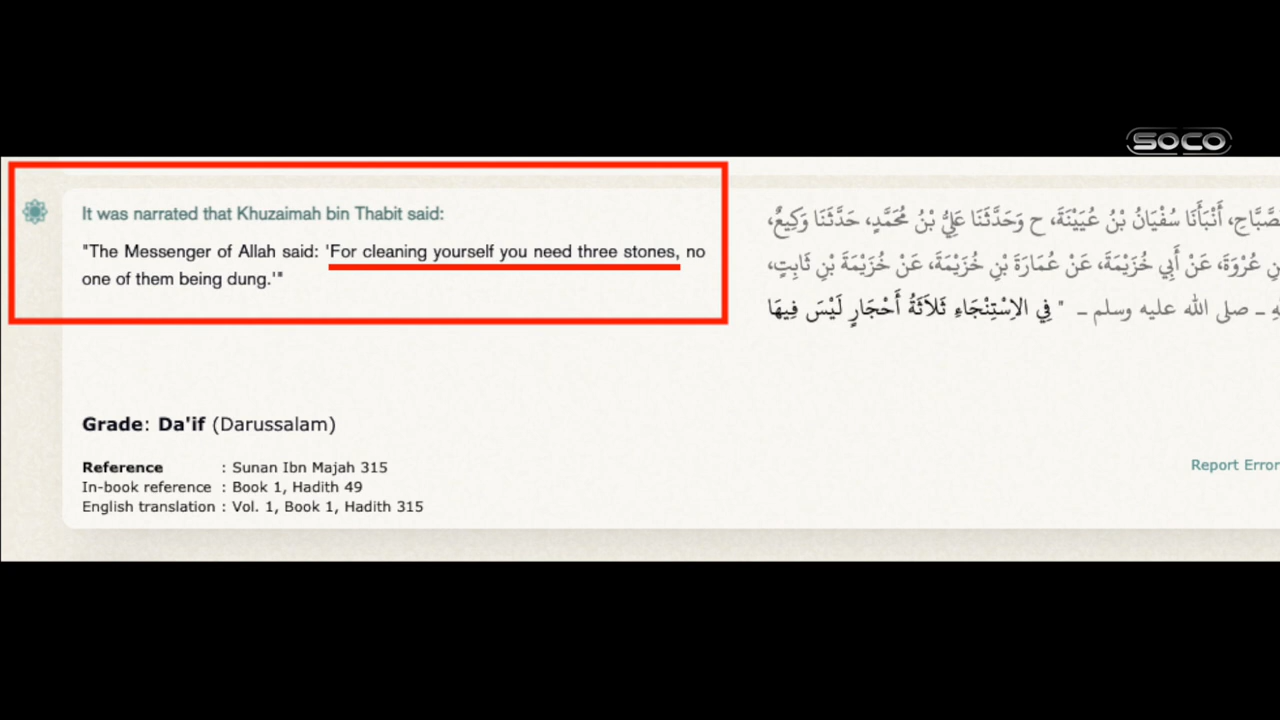 SOCO
It was narrated that Khuzaimah bin Thabit said:
"The Messenger of Allah said: 'For cleaning yourself you need three stones, no
one of them being dung.'"
صَّبَّاحِ، أَنْبَأَنَا سُفْيَانُ بْنُ عُيَيْنَةَ، ح وَحَدَّثَنَا عَلِيُّ بْنُ مُحَمَّدٍ، حَدَّثَنَا وَكِيعٌ،
نِ عُرْوَةَ، عَنْ أَبِي خُزَيْمَةَ، عَنْ عُمَارَةَ بْنِ خُزَيْمَةَ، عَنْ خُزَيْمَةَ بْنِ ثَابِتٍ،
هِ ـ صلى الله عليه وسلم ـ ‏"‏ فِي الاِسْتِنْجَاءِ ثَلاَثَةُ أَحْجَارٍ لَيْسَ فِيهَا
Grade: Da'if (Darussalam)
Reference : Sunan Ibn Majah 315
In-book reference : Book 1, Hadith 49
English translation : Vol. 1, Book 1, Hadith 315
Report Error